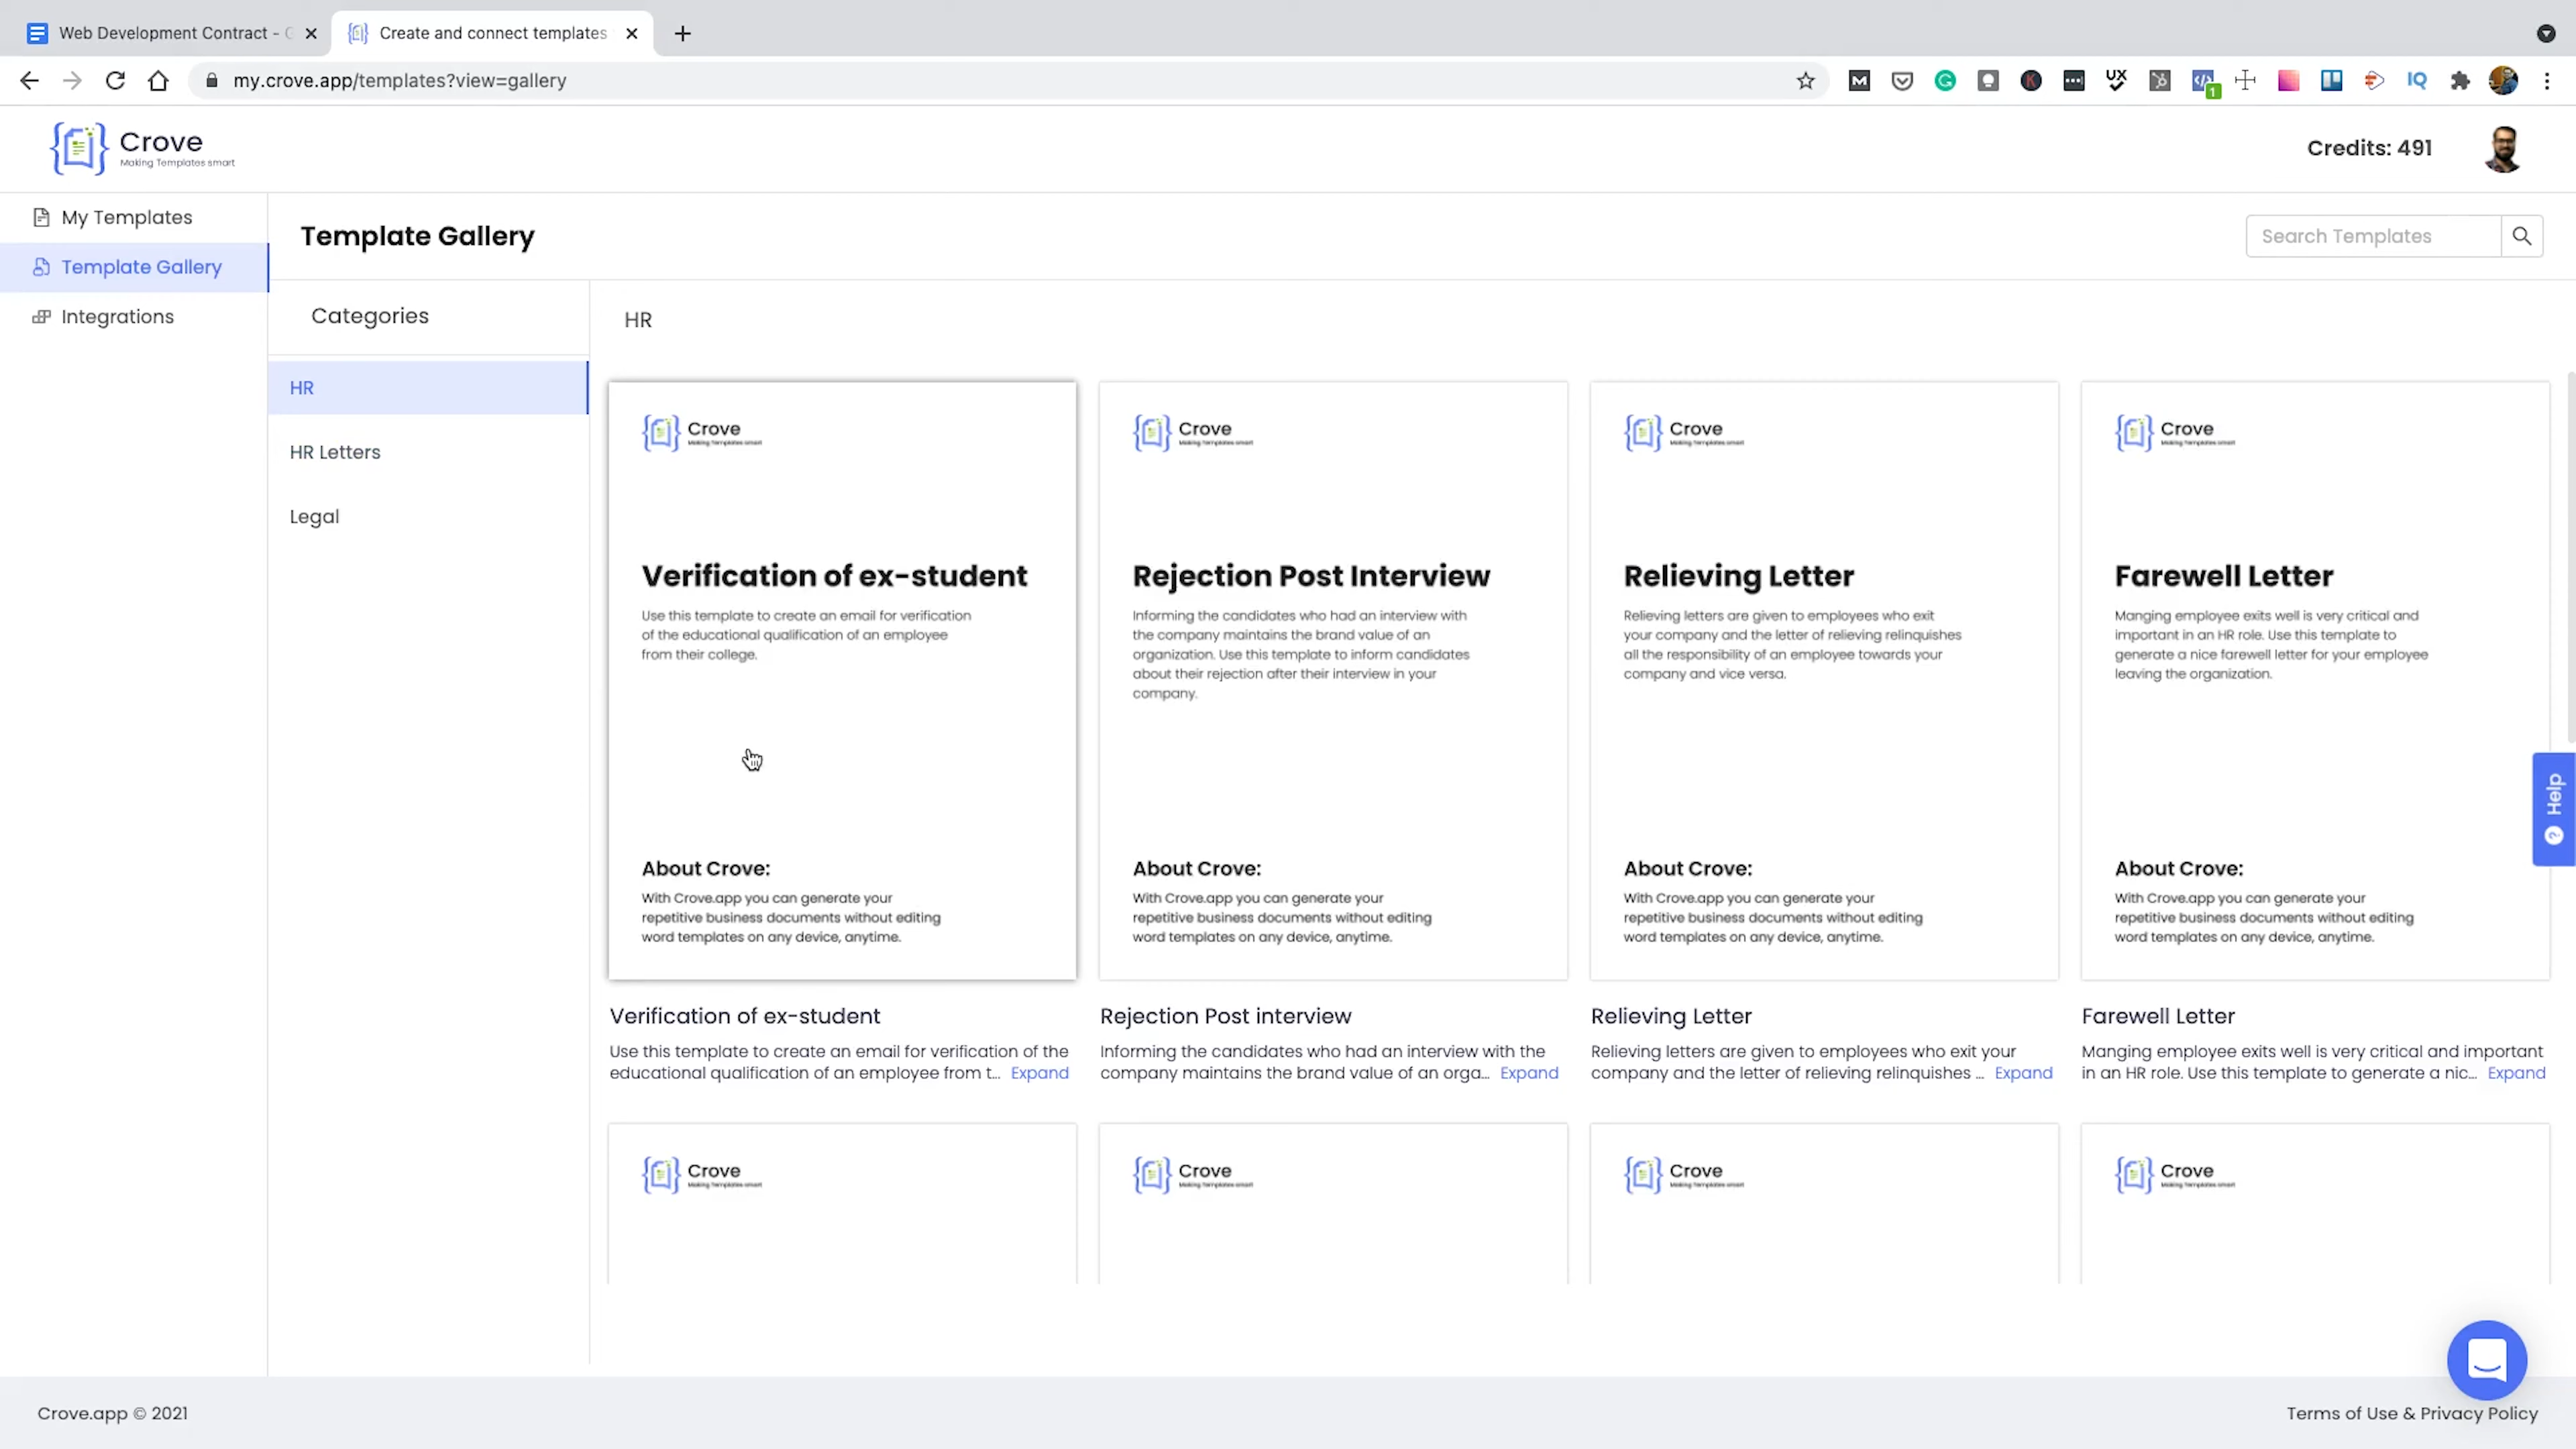 Web Development Contract -
Create and connect templates
my.crove.app/templates?view=gallery
UX
1
IQ
Crove
Making Templates smart
Credits: 491
My Templates
Template Gallery
Integrations
Template Gallery
Search Templates
Categories
HR
HR Letters
Legal
HR
Crove
Making Templates smart
Verification of ex-student
Use this template to create an email for verification
of the educational qualification of an employee
from their college.
About Crove:
With Crove.app you can generate your
repetitive business documents without editing
word templates on any device, anytime.
Crove
Making Templates smart
Rejection Post Interview
Informing the candidates who had an interview with
the company maintains the brand value of an
organization. Use this template to inform candidates
about their rejection after their interview in your
company.
About Crove:
With Crove.app you can generate your
repetitive business documents without editing
word templates on any device, anytime.
Crove
Making Templates smart
Relieving Letter
Relieving letters are given to employees who exit
your company and the letter of relieving relinquishes
all the responsibility of an employee towards your
company and vice versa.
About Crove:
With Crove.app you can generate your
repetitive business documents without editing
word templates on any device, anytime.
Crove
Making Templates smart
Farewell Letter
Manging employee exits well is very critical and
important in an HR role. Use this template to
generate a nice farewell letter for your employee
leaving the organization.
About Crove:
With Crove.app you can generate your
repetitive business documents without editing
word templates on any device, anytime.
Help
Verification of ex-student
Use this template to create an email for verification of the
educational qualification of an employee from t... Expand
Rejection Post interview
Informing the candidates who had an interview with the
company maintains the brand value of an orga... Expand
Relieving Letter
Relieving letters are given to employees who exit your
company and the letter of relieving relinquishes ... Expand
Farewell Letter
Manging employee exits well is very critical and important
in an HR role. Use this template to generate a nic... Expand
Crove
Making Templates smart
Crove
Making Templates smart
Crove
Making Templates smart
Crove
Making Templates smart
Crove.app © 2021
Terms of Use & Privacy Policy